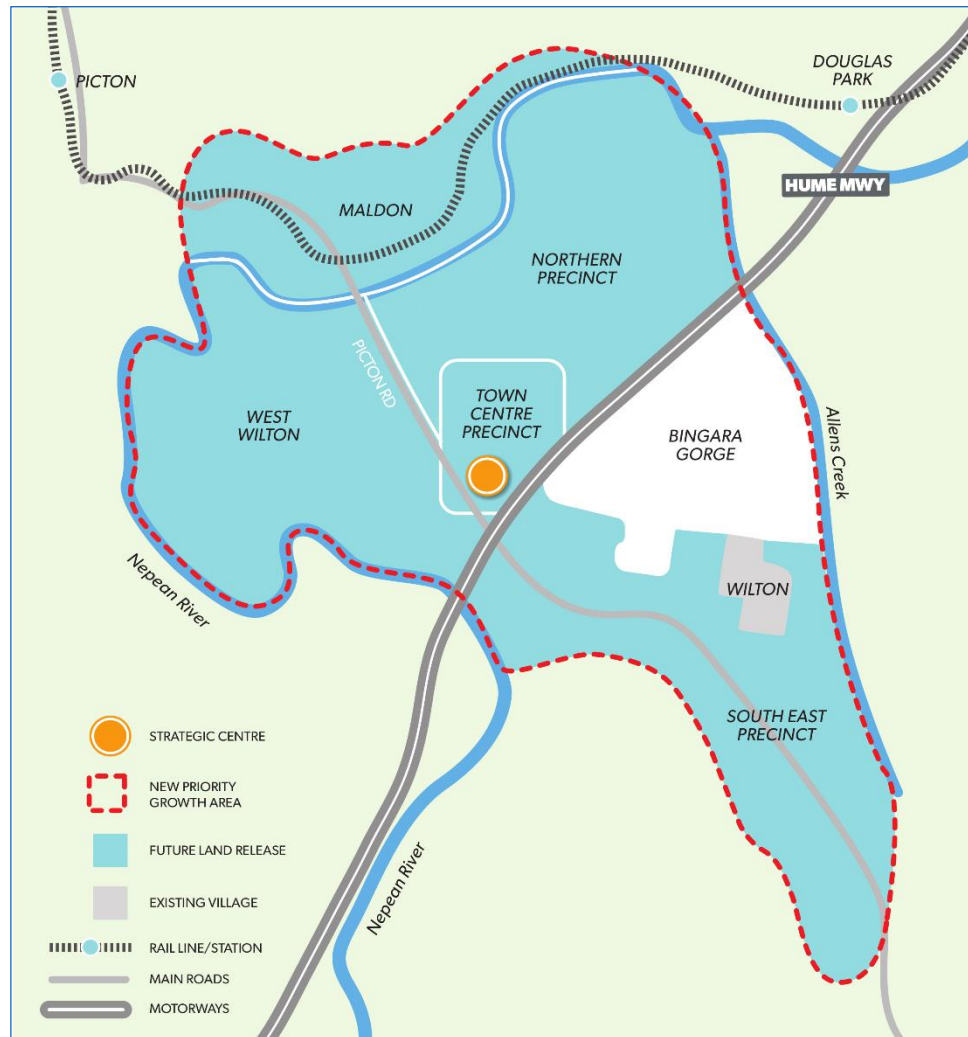 PICTON
DOUGLAS
PARK
HUME MWY
MALDON
NORTHERN
PRECINCT
PICTON RD
TOWN
CENTRE
PRECINCT
WEST
WILTON
BINGARA
GORGE
Allens Creek
Nepean River
WILTON
SOUTH EAST
PRECINCT
Nepean River
STRATEGIC CENTRE
NEW PRIORITY
GROWTH AREA
FUTURE LAND RELEASE
EXISTING VILLAGE
RAIL LINE/STATION
MAIN ROADS
MOTORWAYS